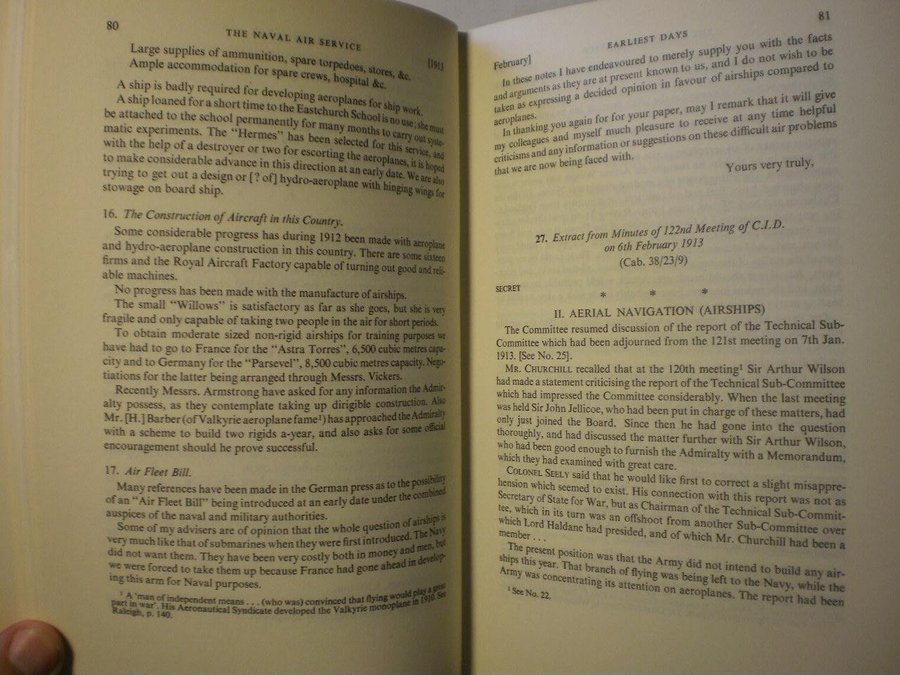 80
THE NAVAL AIR SERVICE
[1913
Large supplies of ammunition, spare torpedoes, stores, &c.
Ample accommodation for spare crews, hospital &c.
A ship is badly required for developing aeroplanes for ship work.
A ship loaned for a short time to the Eastchurch School is no use; she must
be attached to the school permanently for many months to carry out syste-
matic experiments. The "Hermes" has been selected for this service, and
with the help of a destroyer or two for escorting the aeroplanes, it is hoped
to make considerable advance in this direction at an early date. We are also
trying to get out a design or [? of] hydro-aeroplane with hinging wings for
stowage on board ship.
16. The Construction of Aircraft in this Country.
Some considerable progress has during 1912 been made with aeroplane
and hydro-aeroplane construction in this country. There are some sixteen
firms and the Royal Aircraft Factory capable of turning out good and reli-
able machines.
No progress has been made with the manufacture of airships.
The small "Willows" is satisfactory as far as she goes, but she is very
fragile and only capable of taking two people in the air for short periods.
To obtain moderate sized non-rigid airships for training purposes we
have had to go to France for the "Astra Torres", 6,500 cubic metres capa-
city and to Germany for the "Parsevel", 8,500 cubic metres capacity. Nego-
tiations for the latter being arranged through Messrs. Vickers.
Recently Messrs. Armstrong have asked for any information the Admir-
alty possess, as they contemplate taking up dirigible construction. Also
Mr. [H.] Barber (of Valkyrie aeroplane fame¹) has approached the Admiralty
with a scheme to build two rigids a-year, and also asks for some official
encouragement should he prove successful.
17. Air Fleet Bill.
Many references have been made in the German press as to the possibility
of an "Air Fleet Bill" being introduced at an early date under the combined
auspices of the naval and military authorities.
Some of my advisers are of opinion that the whole question of airships is
very much like that of submarines when they were first introduced. The Navy
did not want them. They have been very costly both in money and men, but
we were forced to take them up because France had gone ahead in develop-
ing this arm for Naval purposes.
¹ A 'man of independent means . . . (who was) convinced that flying would play a great
part in war'. His Aeronautical Syndicate developed the Valkyrie monoplane in 1910. See
Raleigh, p. 140.
81
EARLIEST DAYS
February]
In these notes I have endeavoured to merely supply you with the facts
and arguments as they are at present known to us, and I do not wish to be
taken as expressing a decided opinion in favour of airships compared to
aeroplanes.
In thanking you again for for your paper, may I remark that it will give
my colleagues and myself much pleasure to receive at any time helpful
criticisms and any information or suggestions on these difficult air problems
that we are now being faced with.
Yours very truly,
27. Extract from Minutes of 122nd Meeting of C.I.D.
on 6th February 1913
(Cab. 38/23/9)
SECRET
* * *
II. AERIAL NAVIGATION (AIRSHIPS)
The Committee resumed discussion of the report of the Technical Sub-
Committee which had been adjourned from the 121st meeting on 7th Jan.
1913. [See No. 25].
MR. CHURCHILL recalled that at the 120th meeting¹ Sir Arthur Wilson
had made a statement criticising the report of the Technical Sub-Committee
which had impressed the Committee considerably. When the last meeting
was held Sir John Jellicoe, who had been put in charge of these matters, had
only just joined the Board. Since then he had gone into the question
thoroughly, and had discussed the matter further with Sir Arthur Wilson,
who had been good enough to furnish the Admiralty with a Memorandum,
which they had examined with great care.
COLONEL SEELY said that he would like first to correct a slight misappre-
hension which seemed to exist. His connection with this report was not as
Secretary of State for War, but as Chairman of the Technical Sub-Commit-
tee, which in its turn was an offshoot from another Sub-Committee over
which Lord Haldane had presided, and of which Mr. Churchill had been a
member . . .
The present position was that the Army did not intend to build any air-
ships this year. That branch of flying was being left to the Navy, while the
Army was concentrating its attention on aeroplanes. The report had been
¹ See No. 22.